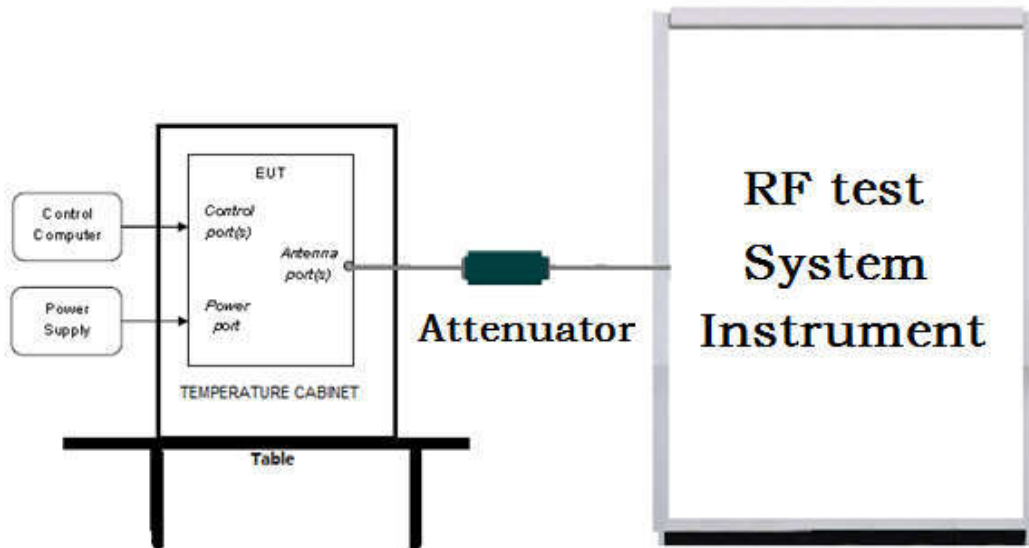 Control
Computer
Power
Supply
EUT
Control
port(s)
Antenna
port(s)
Power
port
TEMPERATURE CABINET
Table
Attenuator
RF test
System
Instrument